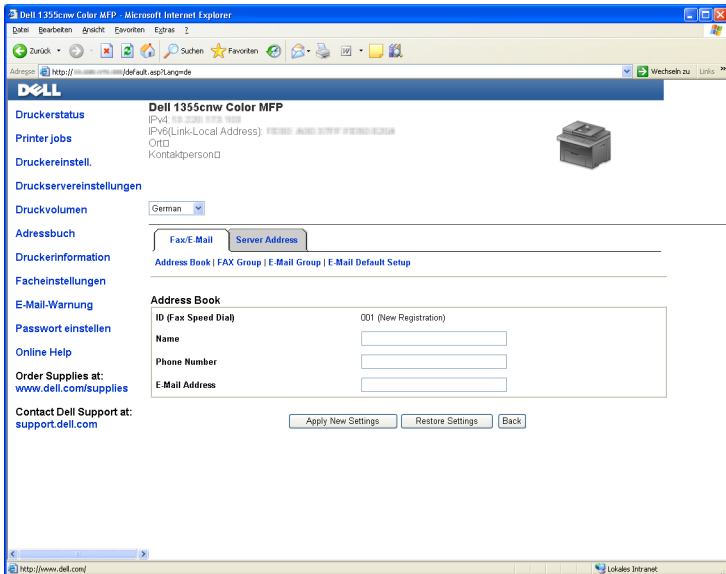 Dell 1355cnw Color MFP - Microsoft Internet Explorer
Datei Bearbeiten Ansicht Favoriten Extras ?
Zurück Suchen Favoriten
Adresse http:// /default.asp?Lang=de Wechseln zu Links »
DELL
Druckerstatus
Printer jobs
Druckereinstell.
Druckservereinstellungen
Druckvolumen
Adressbuch
Druckerinformation
Facheinstellungen
E-Mail-Warnung
Passwort einstellen
Online Help
Order Supplies at:
www.dell.com/supplies
Contact Dell Support at:
support.dell.com
Dell 1355cnw Color MFP
IPv4:
IPv6(Link-Local Address):
Ort□
Kontaktperson□
German
Fax/E-Mail Server Address
Address Book | FAX Group | E-Mail Group | E-Mail Default Setup
Address Book
ID (Fax Speed Dial) 001 (New Registration)
Name
Phone Number
E-Mail Address
Apply New Settings Restore Settings Back
http://www.dell.com/ Lokales Intranet